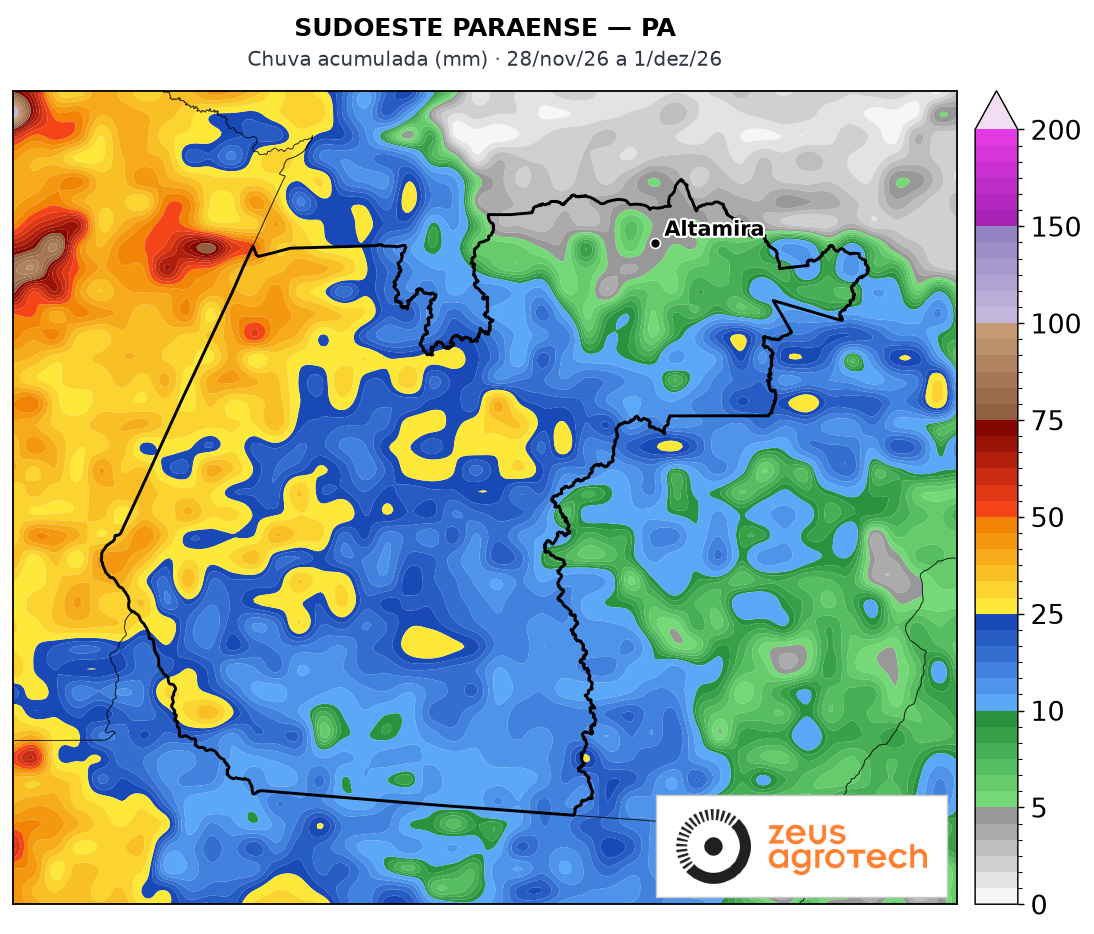 SUDOESTE PARAENSE — PA
Chuva acumulada (mm) · 28/nov/26 a 1/dez/26
Altamira
200
150
100
75
50
25
10
5
0
zeus
agrotech